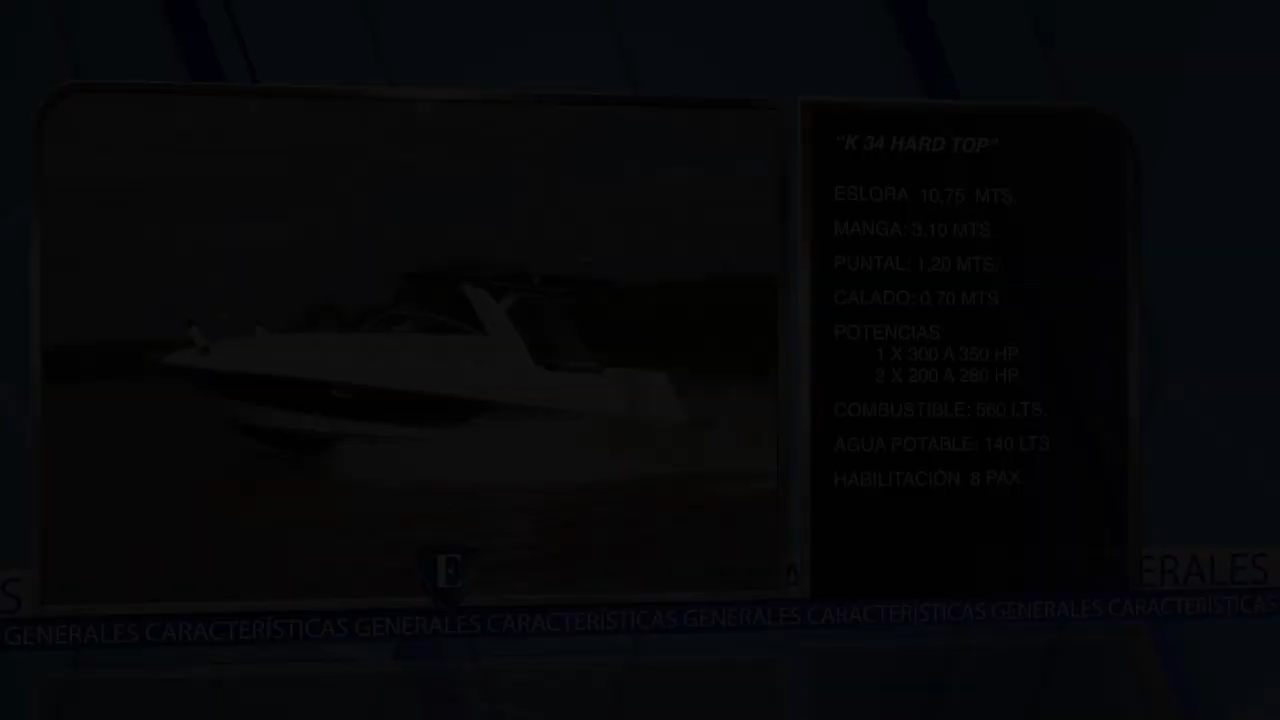 "K 34 HARD TOP"
ESLORA: 10,75 MTS.
MANGA: 3,10 MTS.
PUNTAL: 1,20 MTS.
CALADO: 0,70 MTS.
POTENCIAS:
1 X 300 A 350 HP
2 X 200 A 280 HP
COMBUSTIBLE: 560 LTS.
AGUA POTABLE: 140 LTS.
HABILITACIÓN: 8 PAX.
E
S
ERALES
GENERALES CARACTERÍSTICAS GENERALES CARACTERÍSTICAS GENERALES CARACTERÍSTICAS GENERALES CARACTERÍSTICAS